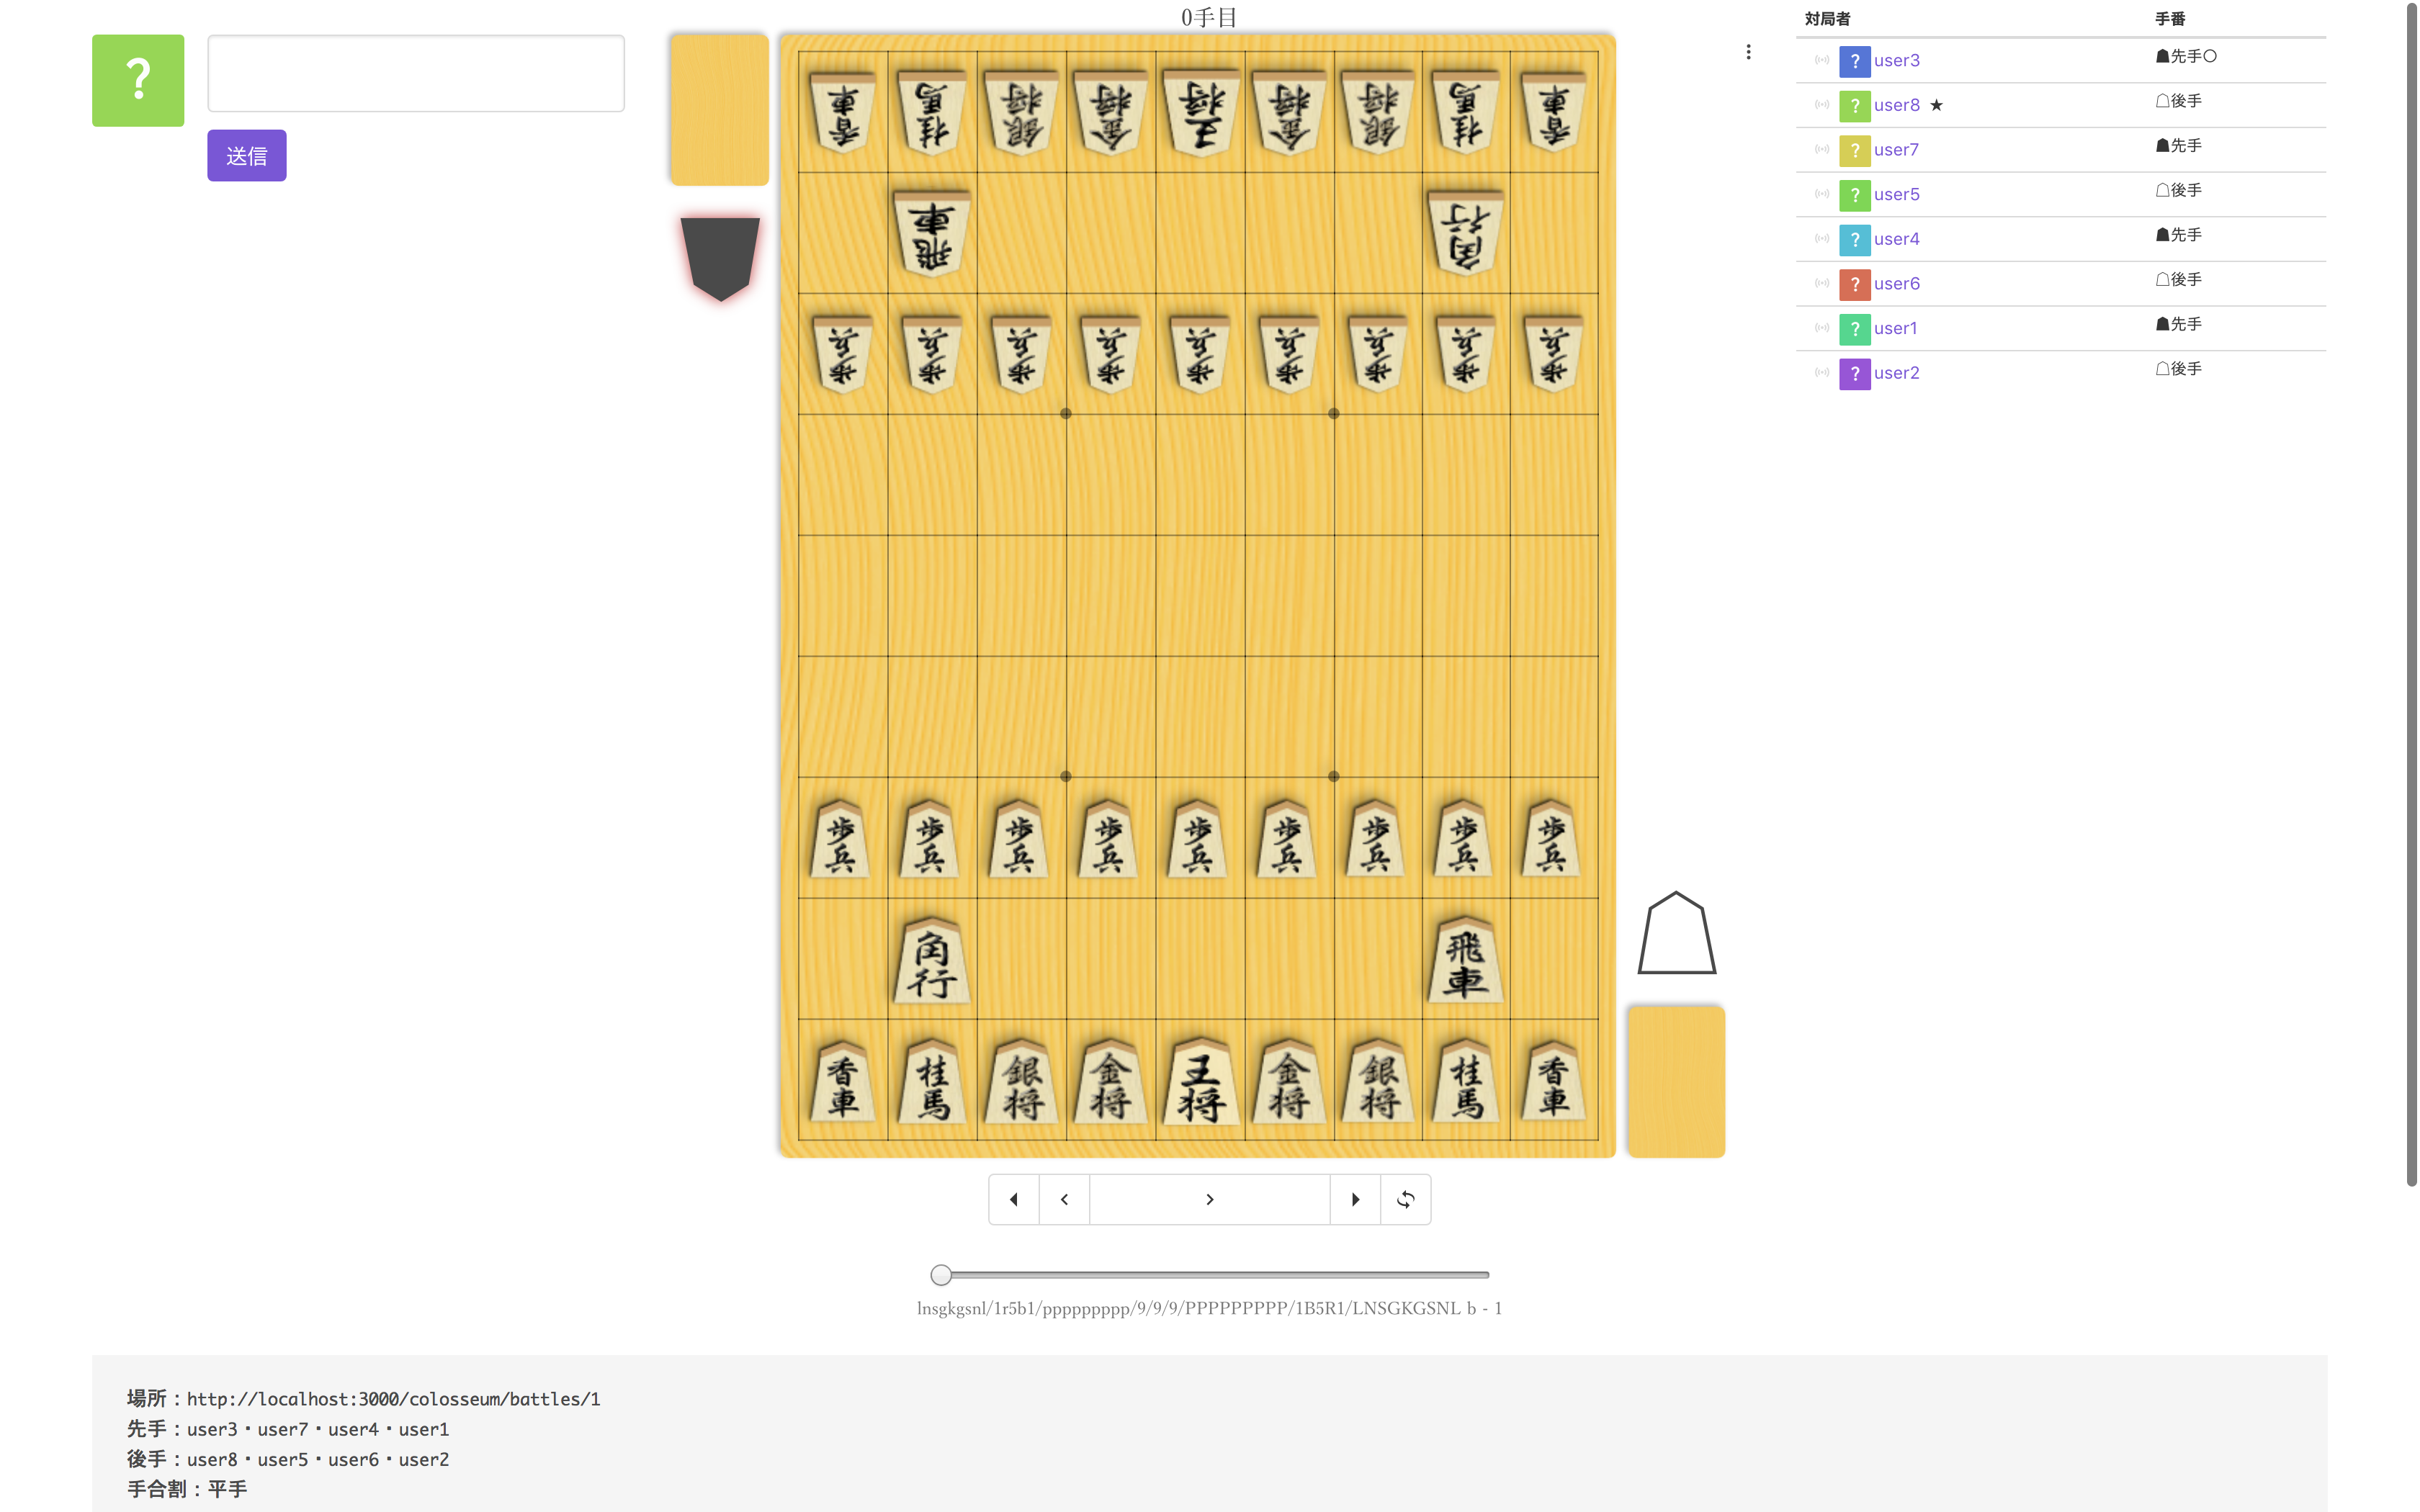 0手目
?
送信
対局者 手番
? user3 ☗先手○
? user8 ★ ☖後手
? user7 ☗先手
? user5 ☖後手
? user4 ☗先手
? user6 ☖後手
? user1 ☗先手
? user2 ☖後手
香車 桂馬 銀将 金将 王将 金将 銀将 桂馬 香車
飛車 角行
歩兵 歩兵 歩兵 歩兵 歩兵 歩兵 歩兵 歩兵 歩兵
歩兵 歩兵 歩兵 歩兵 歩兵 歩兵 歩兵 歩兵 歩兵
角行 飛車
香車 桂馬 銀将 金将 王将 金将 銀将 桂馬 香車
lnsgkgsnl/1r5b1/ppppppppp/9/9/9/PPPPPPPPP/1B5R1/LNSGKGSNL b - 1
場所：http://localhost:3000/colosseum/battles/1
先手：user3・user7・user4・user1
後手：user8・user5・user6・user2
手合割：平手